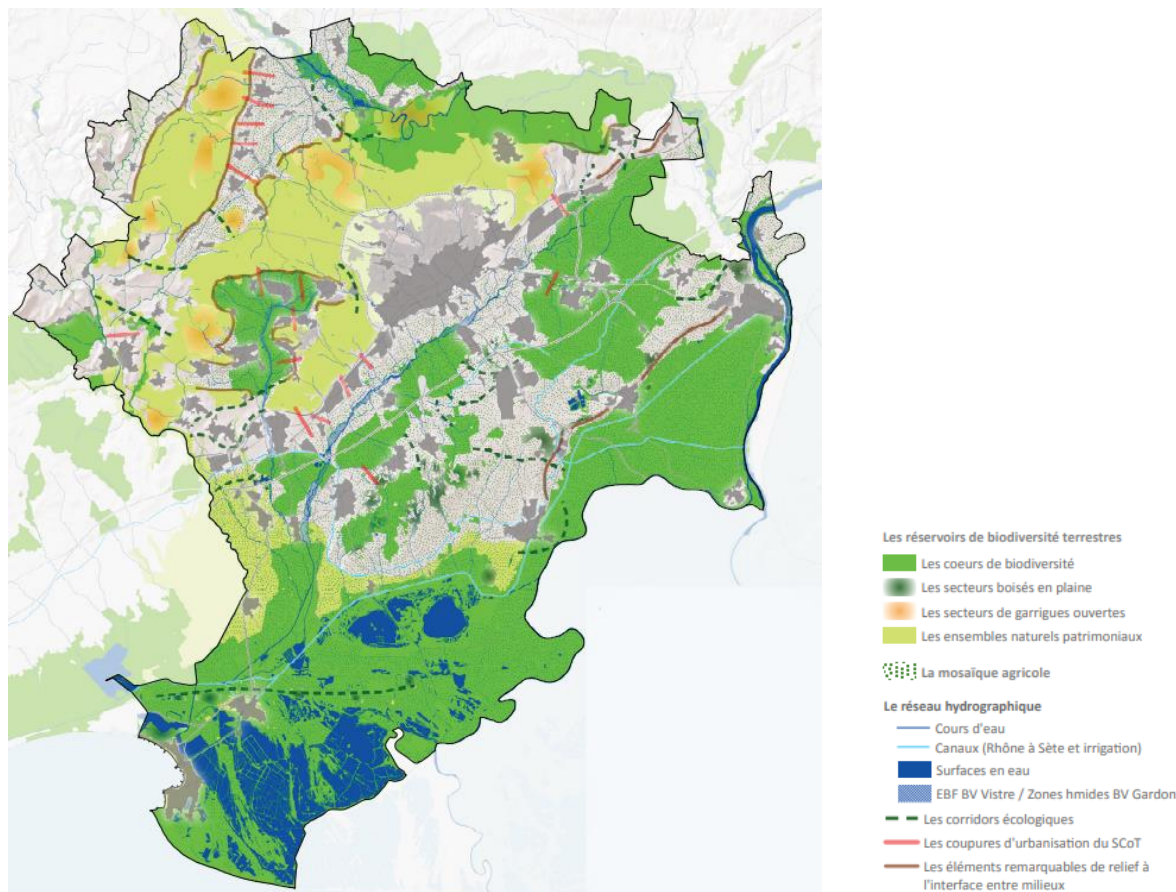 Les réservoirs de biodiversité terrestres
Les coeurs de biodiversité
Les secteurs boisés en plaine
Les secteurs de garrigues ouvertes
Les ensembles naturels patrimoniaux
La mosaïque agricole
Le réseau hydrographique
Cours d'eau
Canaux (Rhône à Sète et irrigation)
Surfaces en eau
EBF BV Vistre / Zones hmides BV Gardon
Les corridors écologiques
Les coupures d'urbanisation du SCoT
Les éléments remarquables de relief à
l'interface entre milieux